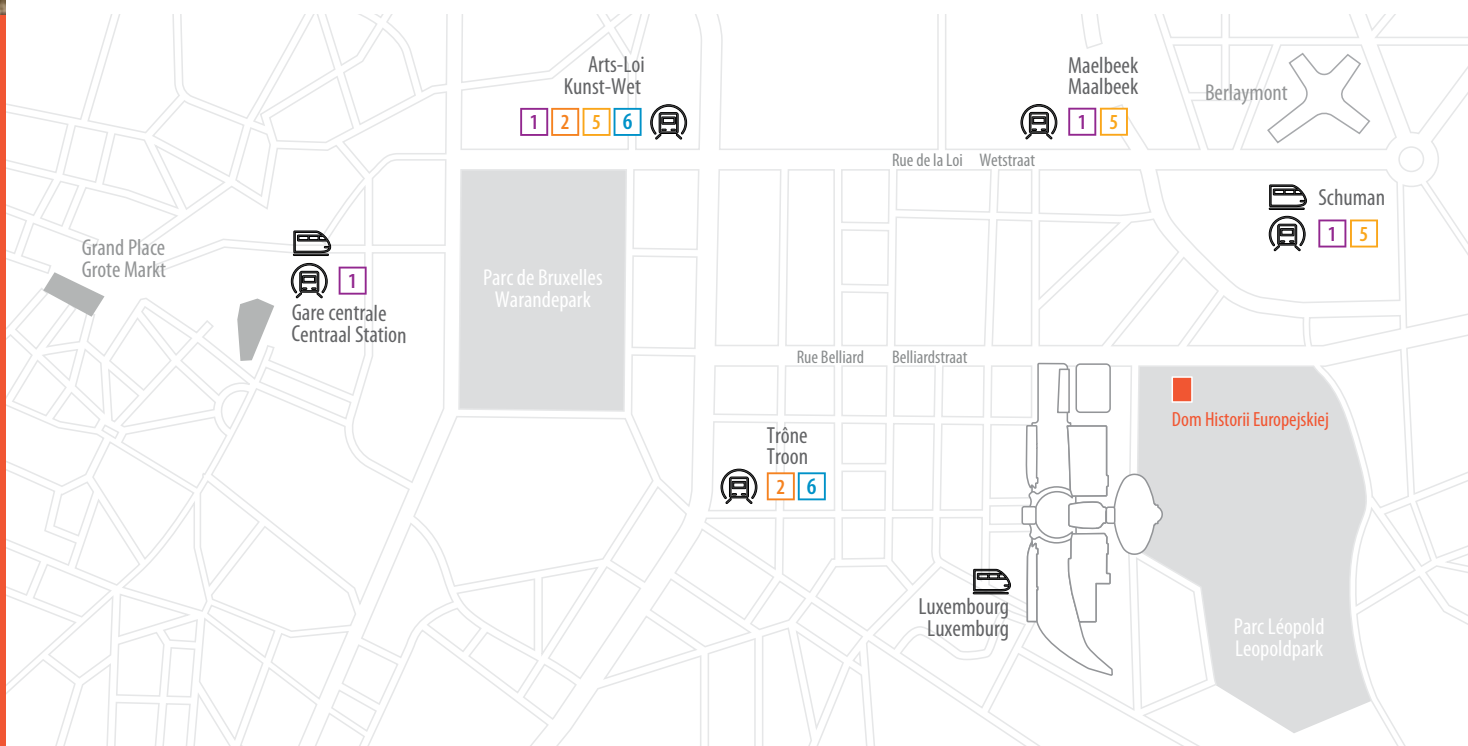 Arts-Loi
Kunst-Wet
1 2 5 6
Maelbeek
Maalbeek
1 5
Berlaymont
Rue de la Loi Wetstraat
Schuman
1 5
Grand Place
Grote Markt
1
Gare centrale
Centraal Station
Parc de Bruxelles
Warandepark
Rue Belliard Belliardstraat
Dom Historii Europejskiej
Trône
Troon
2 6
Luxembourg
Luxemburg
Parc Léopold
Leopoldpark